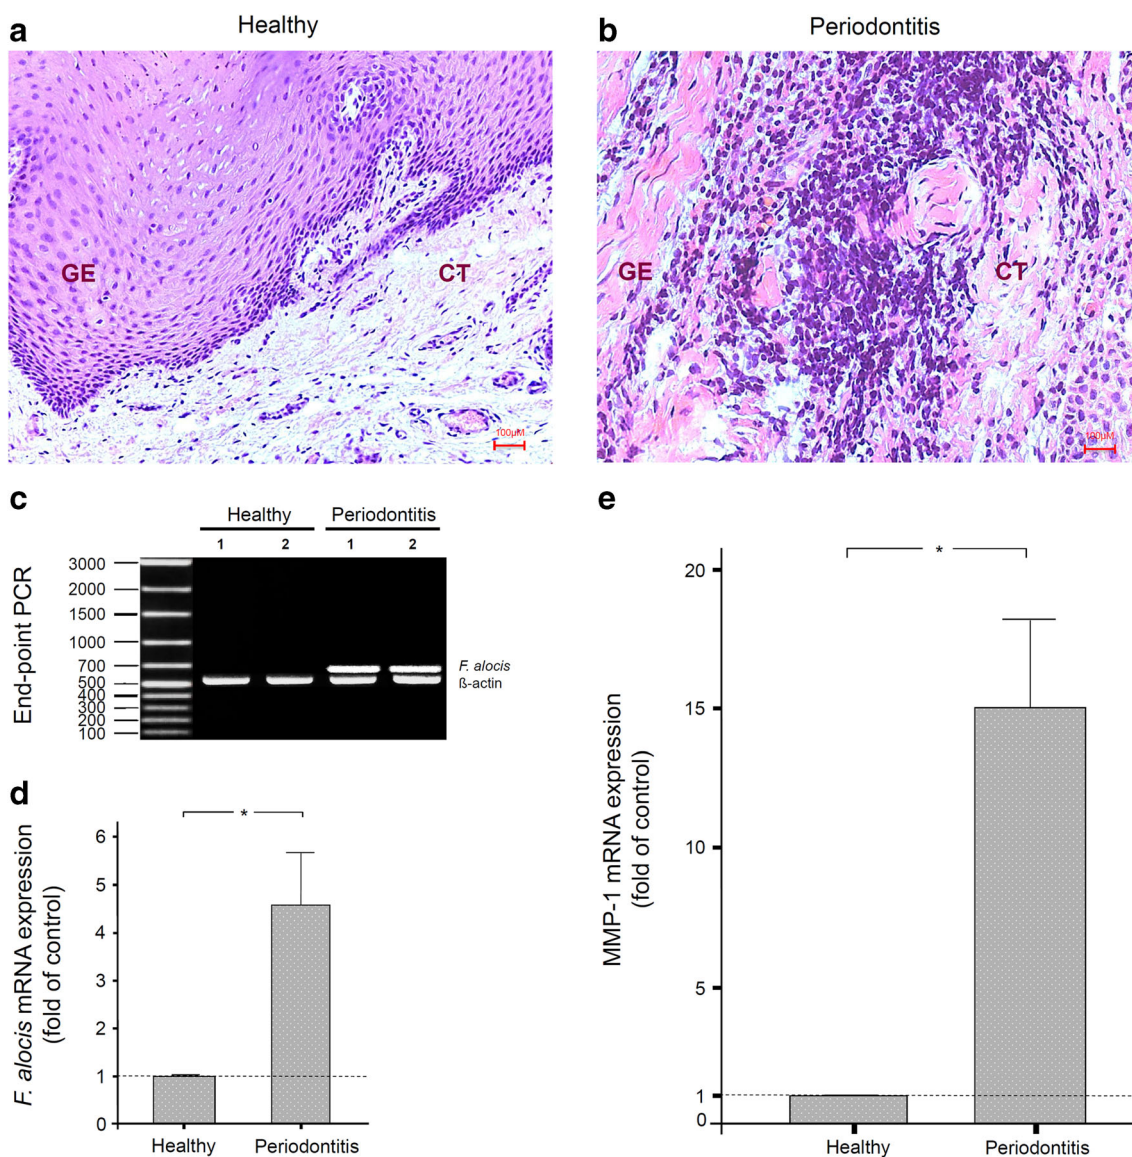 a
Healthy
b
Periodontitis
GE
CT
100µM
GE
CT
100µM
c
Healthy
Periodontitis
1
2
1
2
End-point PCR
3000
2000
1500
1000
700
500
400
300
200
100
F. alocis
ß-actin
d
*
F. alocis mRNA expression
(fold of control)
6
5
4
3
2
1
0
Healthy
Periodontitis
e
*
MMP-1 mRNA expression
(fold of control)
20
15
10
5
1
0
Healthy
Periodontitis